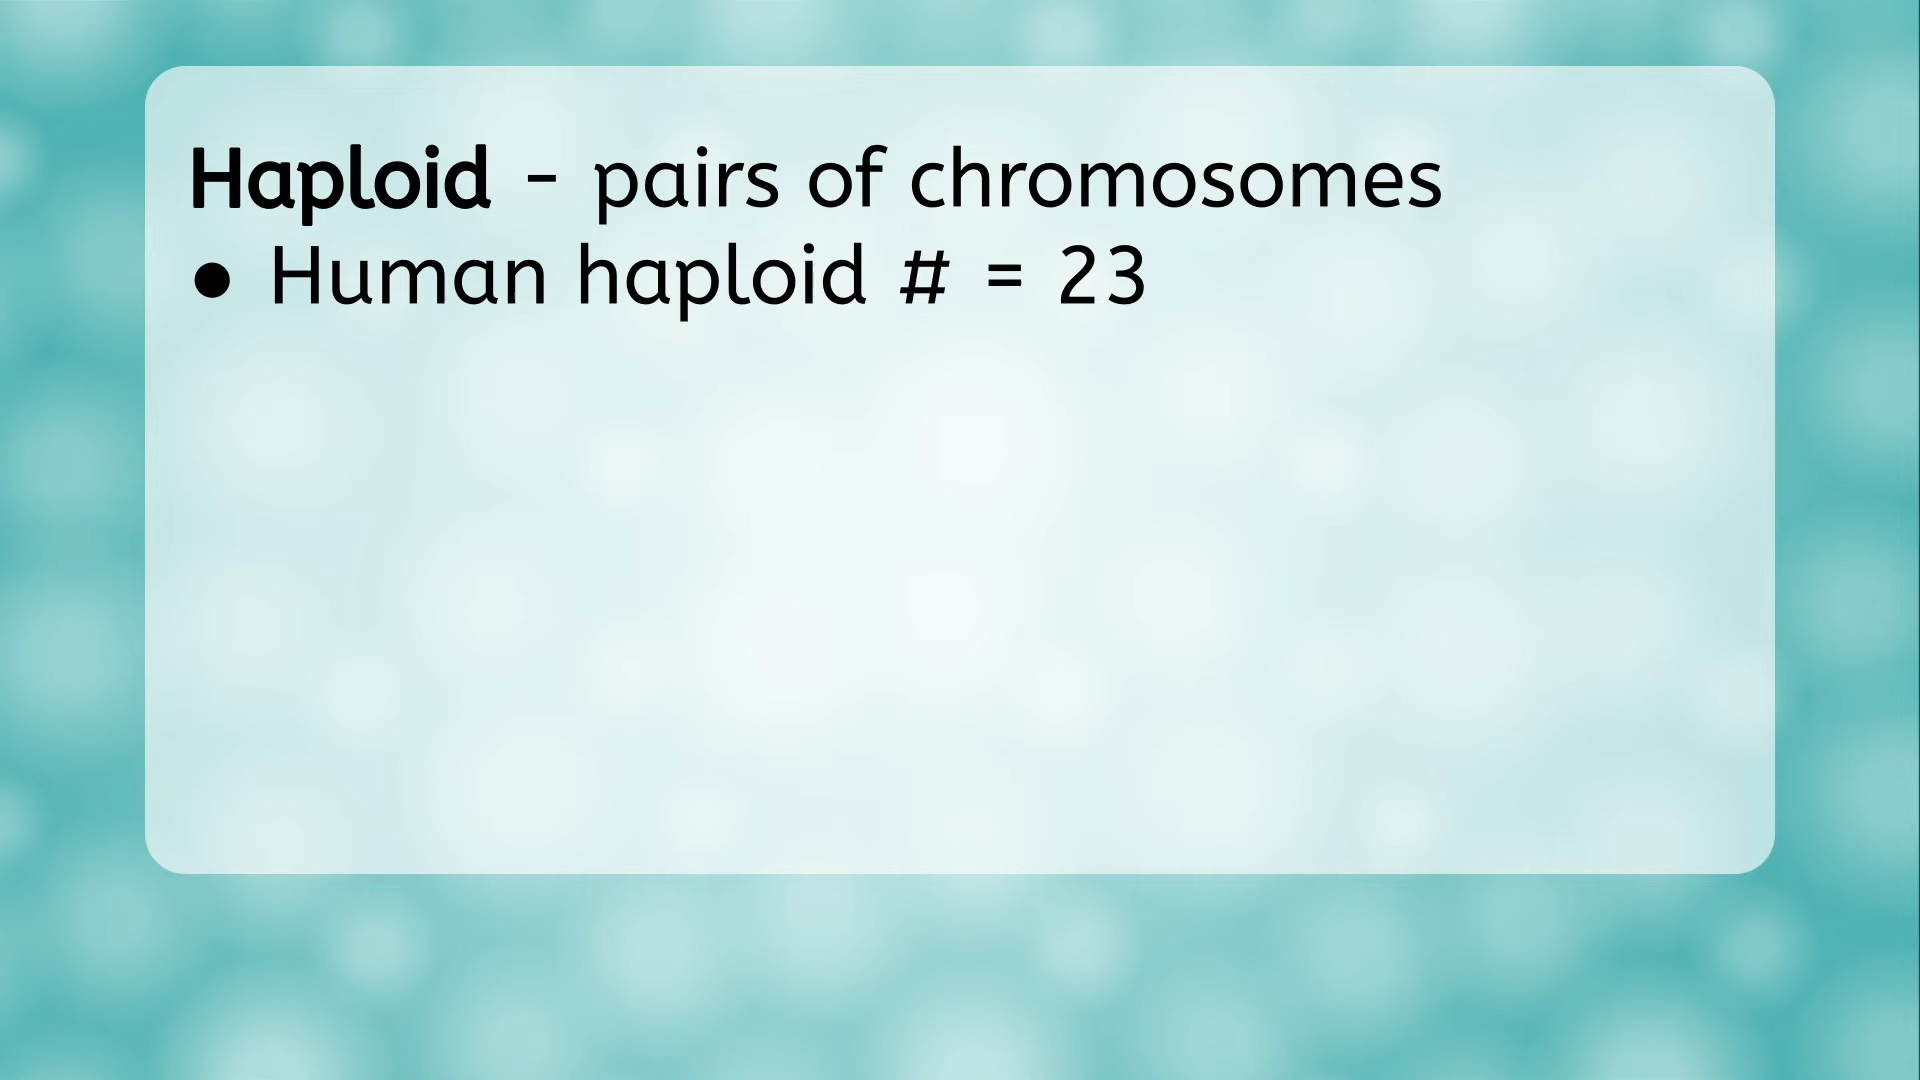 Haploid - pairs of chromosomes
● Human haploid # = 23